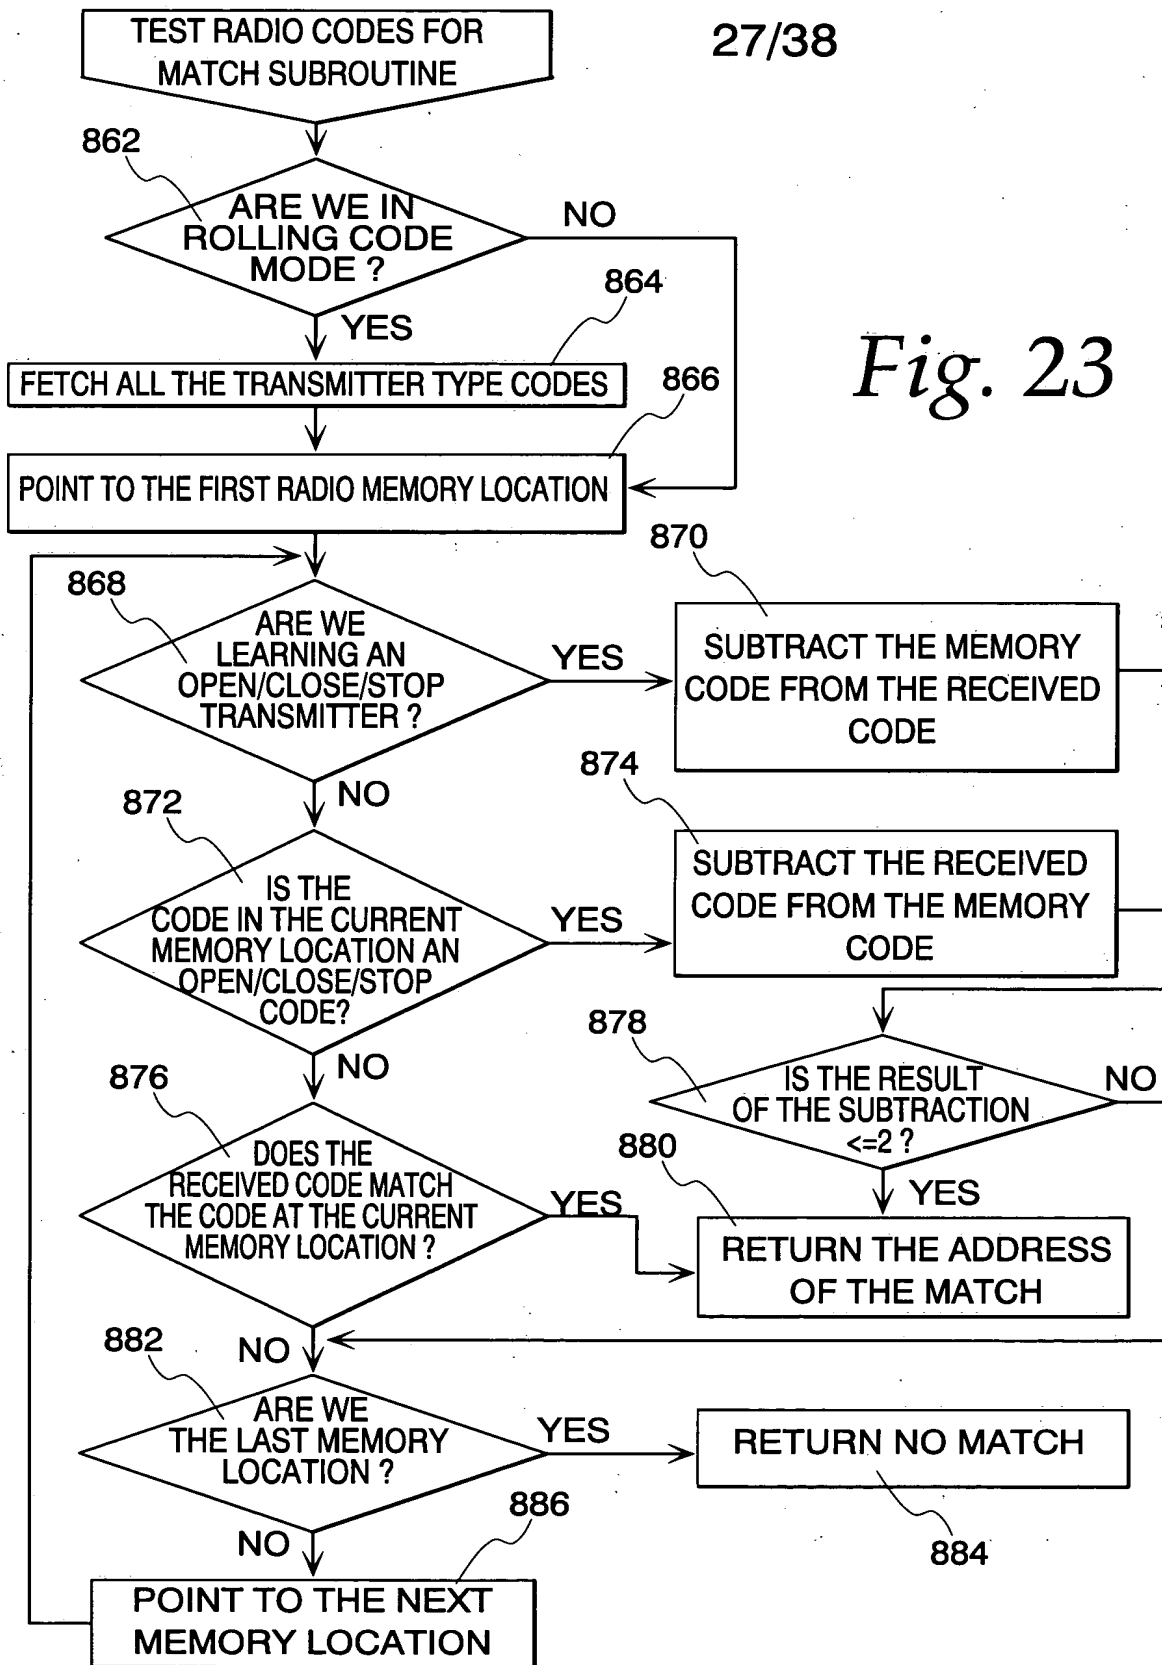 TEST RADIO CODES FOR
MATCH SUBROUTINE
27/38
862
ARE WE IN
ROLLING CODE
MODE ?
NO
864
YES
Fig. 23
FETCH ALL THE TRANSMITTER TYPE CODES
866
POINT TO THE FIRST RADIO MEMORY LOCATION
870
868
ARE WE
LEARNING AN
OPEN/CLOSE/STOP
TRANSMITTER ?
YES
SUBTRACT THE MEMORY
CODE FROM THE RECEIVED
CODE
NO
874
872
IS THE
CODE IN THE CURRENT
MEMORY LOCATION AN
OPEN/CLOSE/STOP
CODE?
YES
SUBTRACT THE RECEIVED
CODE FROM THE MEMORY
CODE
878
NO
IS THE RESULT
OF THE SUBTRACTION
<=2 ?
NO
876
880
YES
DOES THE
RECEIVED CODE MATCH
THE CODE AT THE CURRENT
MEMORY LOCATION ?
YES
RETURN THE ADDRESS
OF THE MATCH
NO
882
ARE WE
THE LAST MEMORY
LOCATION ?
YES
RETURN NO MATCH
886
884
NO
POINT TO THE NEXT
MEMORY LOCATION